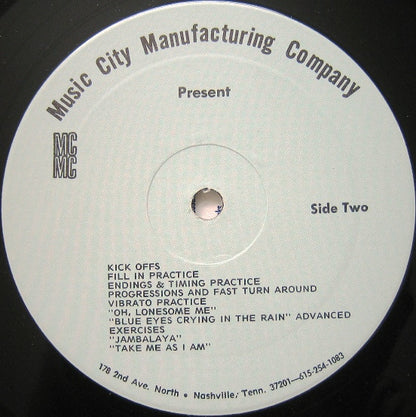 Music City Manufacturing Company
Present
MC
MC
Side Two
KICK OFFS
FILL IN PRACTICE
ENDINGS & TIMING PRACTICE
PROGRESSIONS AND FAST TURN AROUND
VIBRATO PRACTICE
"OH, LONESOME ME"
"BLUE EYES CRYING IN THE RAIN" ADVANCED
EXERCISES
"JAMBALAYA"
"TAKE ME AS I AM"
178 2nd Ave. North • Nashville, Tenn. 37201—615-254-1083